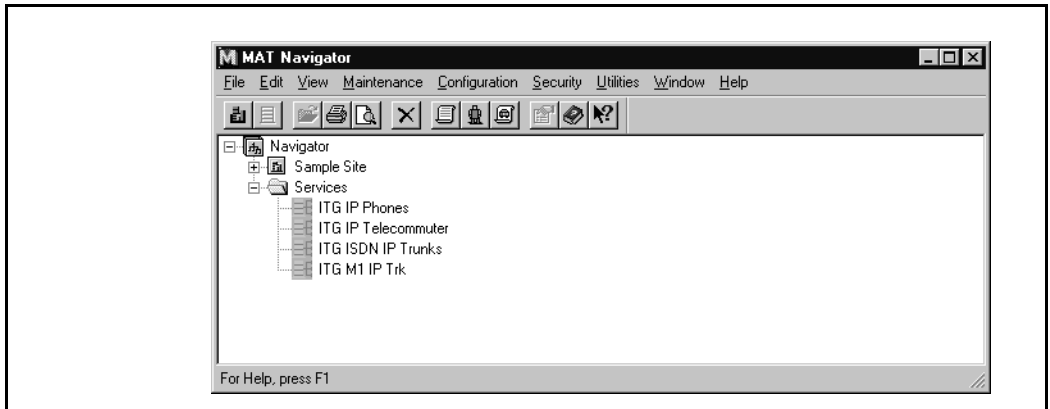 MAT Navigator
File Edit View Maintenance Configuration Security Utilities Window Help
Navigator
Sample Site
Services
ITG IP Phones
ITG IP Telecommuter
ITG ISDN IP Trunks
ITG M1 IP Trk
For Help, press F1